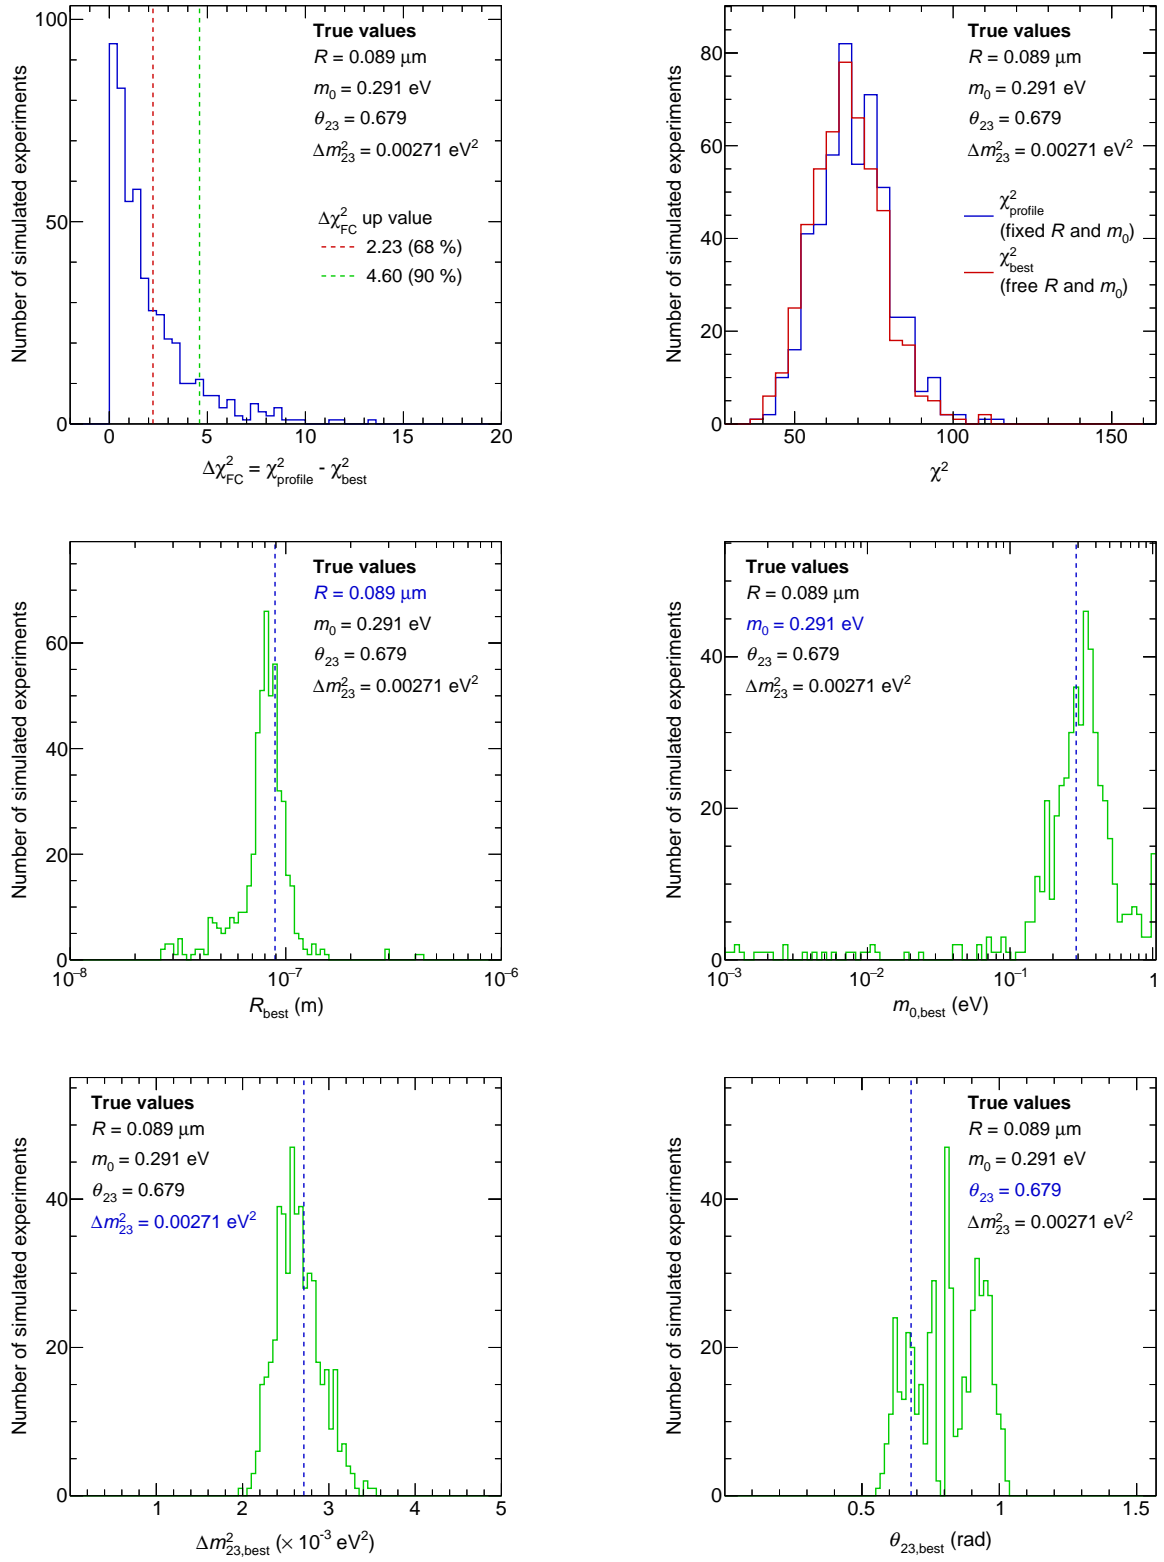 Number of simulated experiments
100
50
0
0 5 10 15 20
Δχ²_FC = χ²_profile - χ²_best
True values
R = 0.089 μm
m₀ = 0.291 eV
θ₂₃ = 0.679
Δm²₂₃ = 0.00271 eV²
Δχ²_FC up value
2.23 (68 %)
4.60 (90 %)
Number of simulated experiments
80
60
40
20
0
50 100 150
χ²
True values
R = 0.089 μm
m₀ = 0.291 eV
θ₂₃ = 0.679
Δm²₂₃ = 0.00271 eV²
χ²_profile
(fixed R and m₀)
χ²_best
(free R and m₀)
Number of simulated experiments
60
40
20
0
10⁻⁸ 10⁻⁷ 10⁻⁶
R_best (m)
True values
R = 0.089 μm
m₀ = 0.291 eV
θ₂₃ = 0.679
Δm²₂₃ = 0.00271 eV²
Number of simulated experiments
40
20
0
10⁻³ 10⁻² 10⁻¹ 1
m_0,best (eV)
True values
R = 0.089 μm
m₀ = 0.291 eV
θ₂₃ = 0.679
Δm²₂₃ = 0.00271 eV²
Number of simulated experiments
40
20
0
1 2 3 4 5
Δm²_23,best (× 10⁻³ eV²)
True values
R = 0.089 μm
m₀ = 0.291 eV
θ₂₃ = 0.679
Δm²₂₃ = 0.00271 eV²
Number of simulated experiments
40
20
0
0.5 1 1.5
θ_23,best (rad)
True values
R = 0.089 μm
m₀ = 0.291 eV
θ₂₃ = 0.679
Δm²₂₃ = 0.00271 eV²